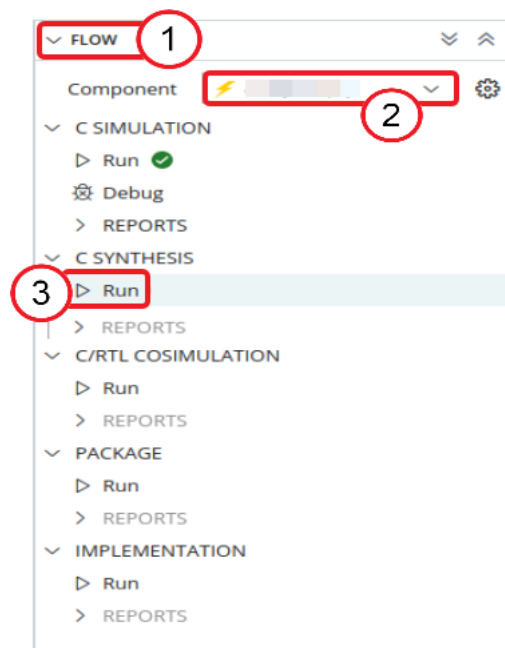 FLOW 1
Component
2
C SIMULATION
Run
Debug
REPORTS
C SYNTHESIS
3 Run
REPORTS
C/RTL COSIMULATION
Run
REPORTS
PACKAGE
Run
REPORTS
IMPLEMENTATION
Run
REPORTS